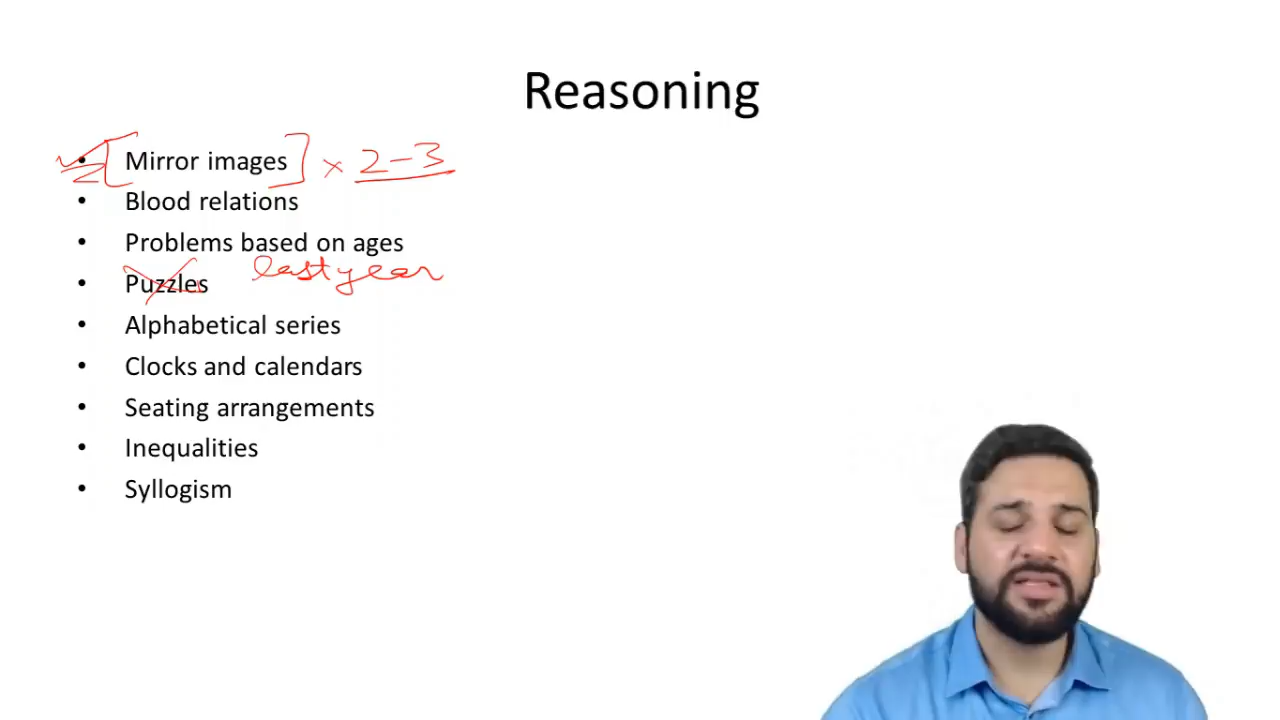 Reasoning
• Mirror images × 2-3
• Blood relations
• Problems based on ages
• Puzzles last year
• Alphabetical series
• Clocks and calendars
• Seating arrangements
• Inequalities
• Syllogism